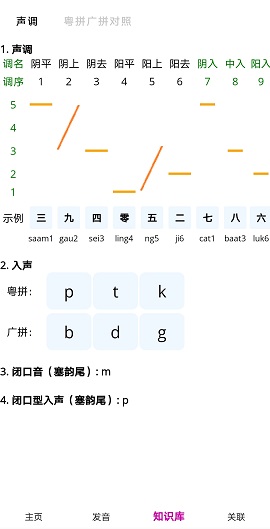 声调 粤拼广拼对照
1. 声调
调名 阴平 阴上 阴去 阳平 阳上 阳去 阴入 中入 阳入
调序 1 2 3 4 5 6 7 8 9
5
4
3
2
1
示例 三 九 四 零 五 二 七 八 六
saam1 gau2 sei3 ling4 ng5 ji6 cat1 baat3 luk6
2. 入声
粤拼: p t k
广拼: b d g
3. 闭口音（塞韵尾）: m
4. 闭口型入声（塞韵尾）: p
主页 发音 知识库 关联